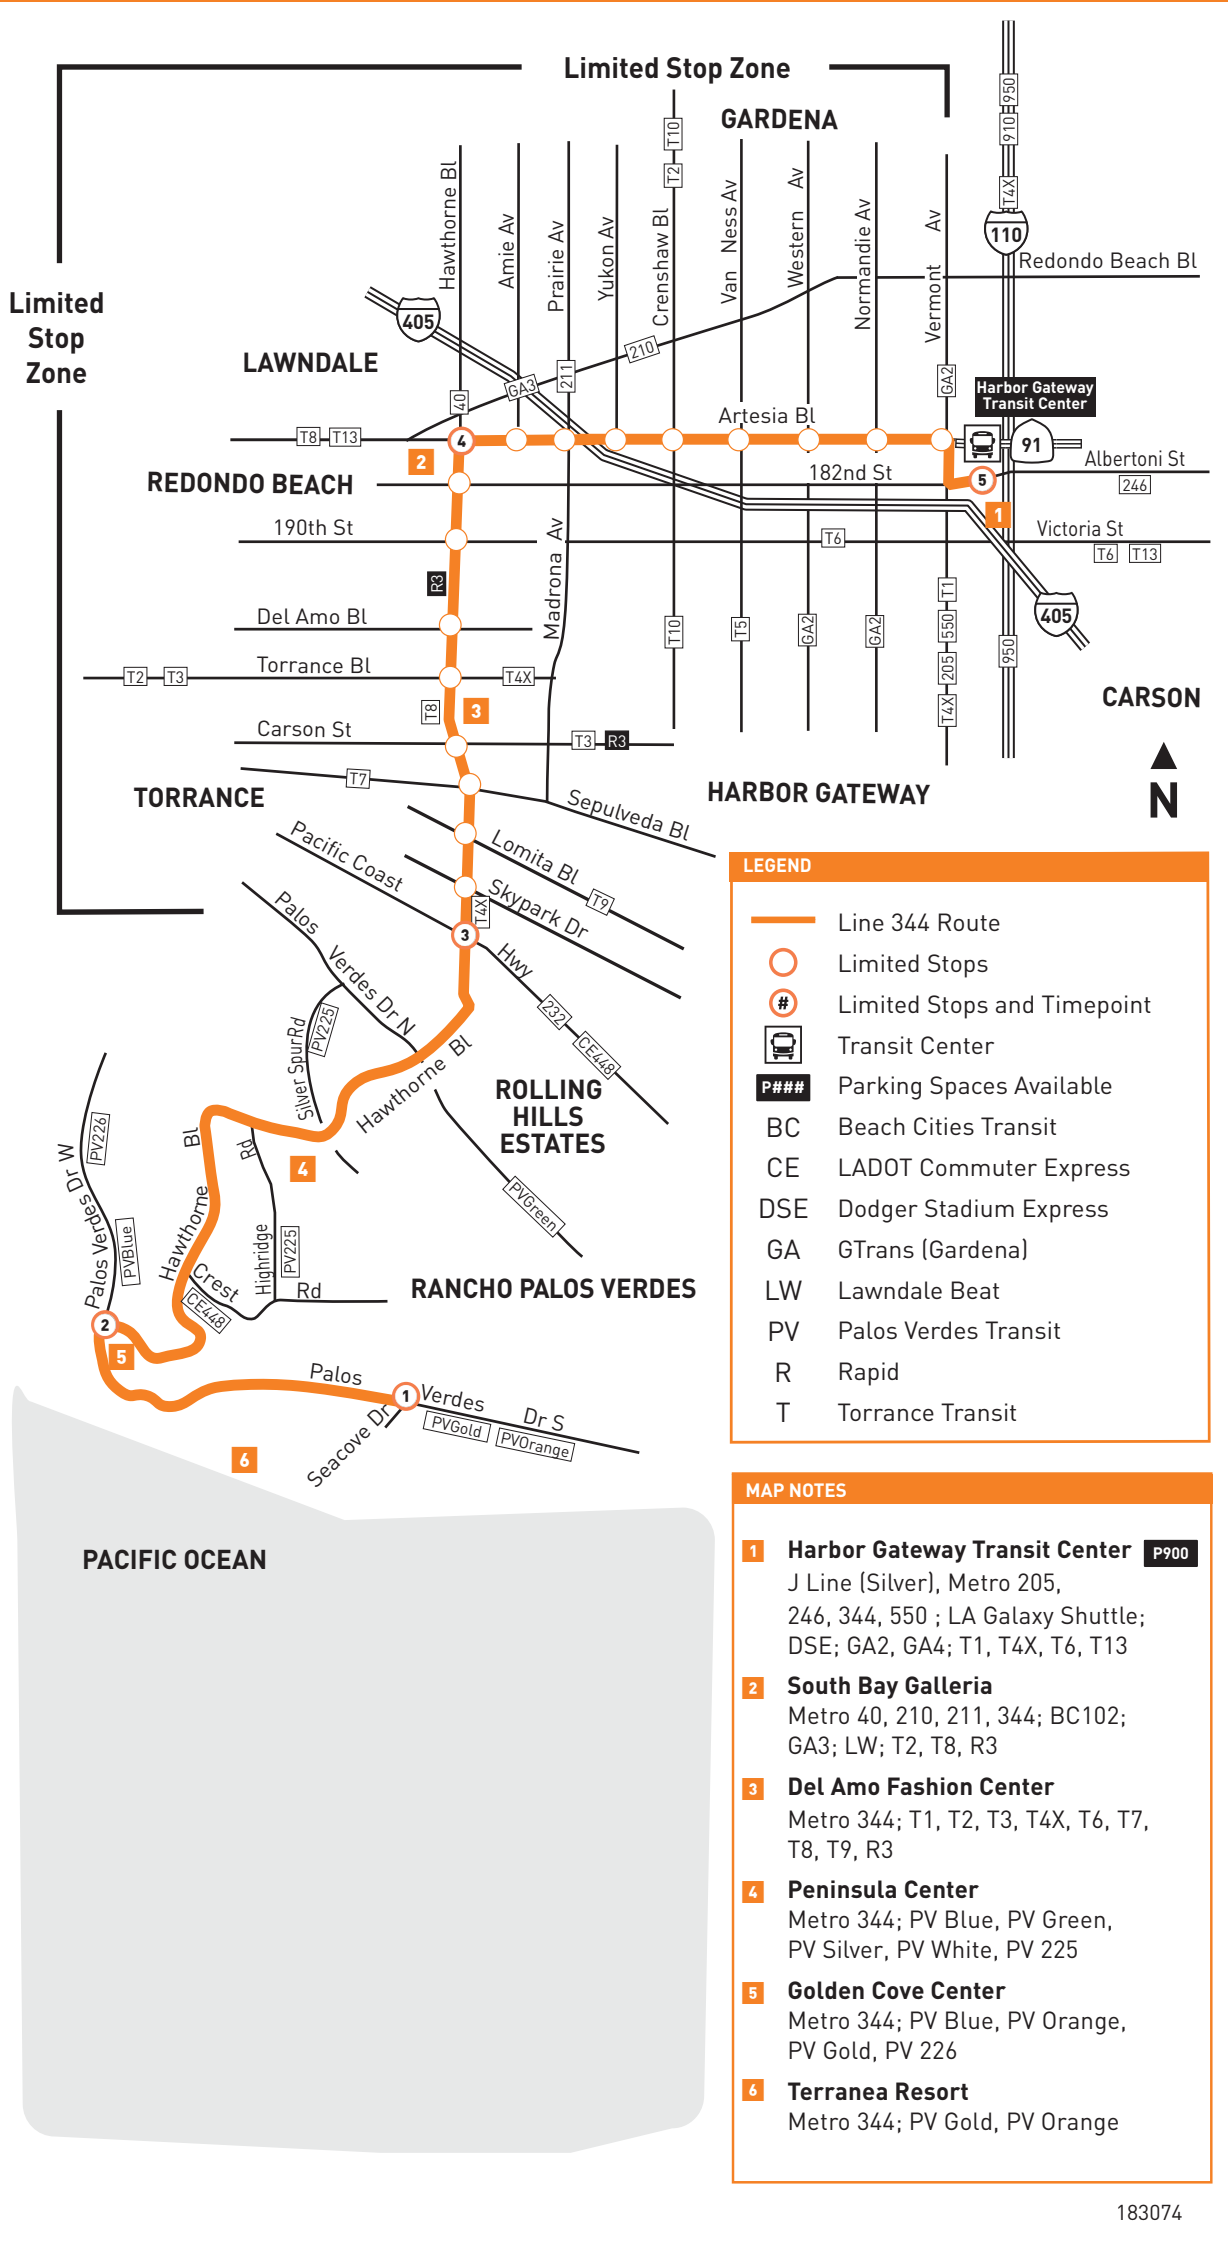 Limited Stop Zone
GARDENA
950
910
T4X
110
T10
T2
Hawthorne Bl
Amie Av
Prairie Av
Yukon Av
Crenshaw Bl
Van Ness Av
Western Av
Normandie Av
Vermont Av
Redondo Beach Bl
Limited
Stop
Zone
405
LAWNDALE
210
211
GA3
40
GA2
Harbor Gateway
Transit Center
Artesia Bl
T8
T13
4
2
91
REDONDO BEACH
182nd St
5
Albertoni St
246
1
190th St
Madrona Av
T6
Victoria St
T6
T13
R3
Del Amo Bl
T10
T5
GA2
GA2
T1
550
205
T4X
950
405
Torrance Bl
T2
T3
T4X
CARSON
T8
3
Carson St
T3
R3
T7
TORRANCE
HARBOR GATEWAY
N
Sepulveda Bl
Pacific Coast
Hwy
Lomita Bl
T9
Skypark Dr
T4X
3
Palos
Verdes Dr N
232
CE448
Silver Spur Rd
PV225
Hawthorne Bl
ROLLING
HILLS
ESTATES
PV226
Palos Verdes Dr W
PVBlue
Hawthorne
Bl
Rd
4
PVGreen
Highridge
PV225
Crest
Rd
CE448
RANCHO PALOS VERDES
2
5
Palos
1
Verdes
Dr S
PVGold
PVOrange
Seacove Dr
6
PACIFIC OCEAN
LEGEND
Line 344 Route
Limited Stops
# Limited Stops and Timepoint
Transit Center
P### Parking Spaces Available
BC Beach Cities Transit
CE LADOT Commuter Express
DSE Dodger Stadium Express
GA GTrans (Gardena)
LW Lawndale Beat
PV Palos Verdes Transit
R Rapid
T Torrance Transit
MAP NOTES
1 Harbor Gateway Transit Center P900
J Line (Silver), Metro 205,
246, 344, 550 ; LA Galaxy Shuttle;
DSE; GA2, GA4; T1, T4X, T6, T13
2 South Bay Galleria
Metro 40, 210, 211, 344; BC102;
GA3; LW; T2, T8, R3
3 Del Amo Fashion Center
Metro 344; T1, T2, T3, T4X, T6, T7,
T8, T9, R3
4 Peninsula Center
Metro 344; PV Blue, PV Green,
PV Silver, PV White, PV 225
5 Golden Cove Center
Metro 344; PV Blue, PV Orange,
PV Gold, PV 226
6 Terranea Resort
Metro 344; PV Gold, PV Orange
183074